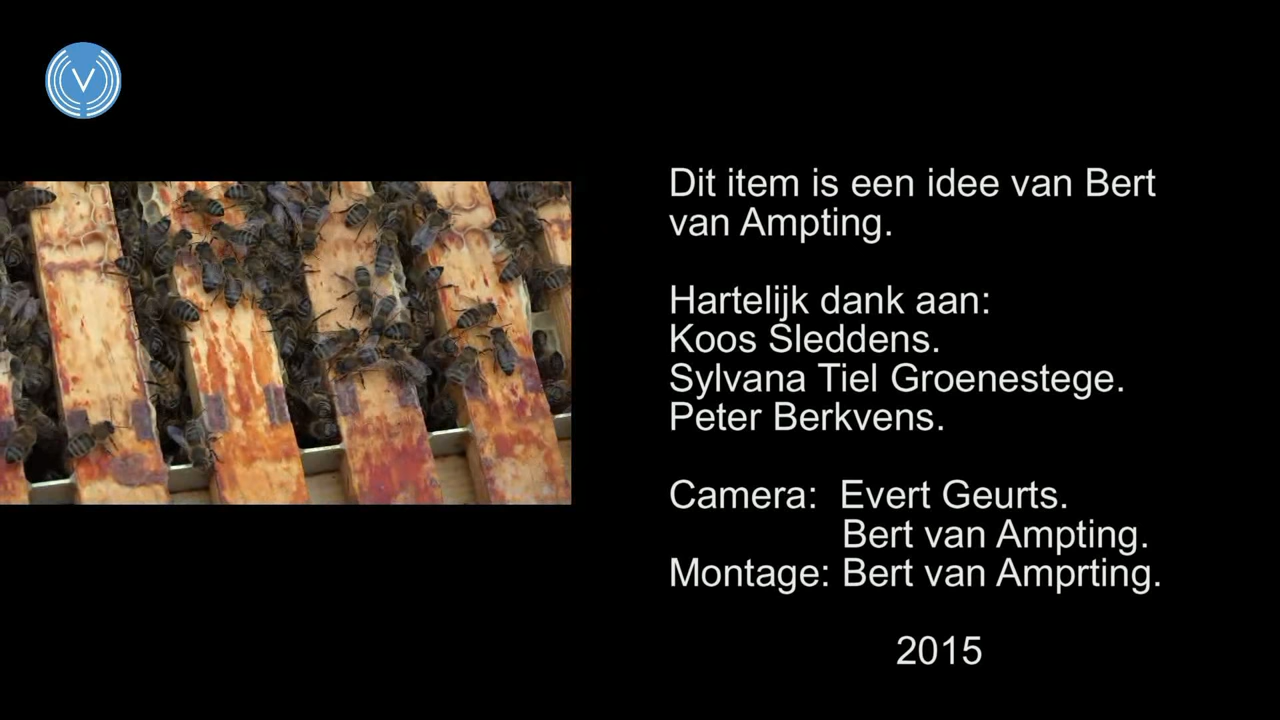 V
Dit item is een idee van Bert
van Ampting.
Hartelijk dank aan:
Koos Sleddens.
Sylvana Tiel Groenestege.
Peter Berkvens.
Camera: Evert Geurts.
Bert van Ampting.
Montage: Bert van Amprting.
2015